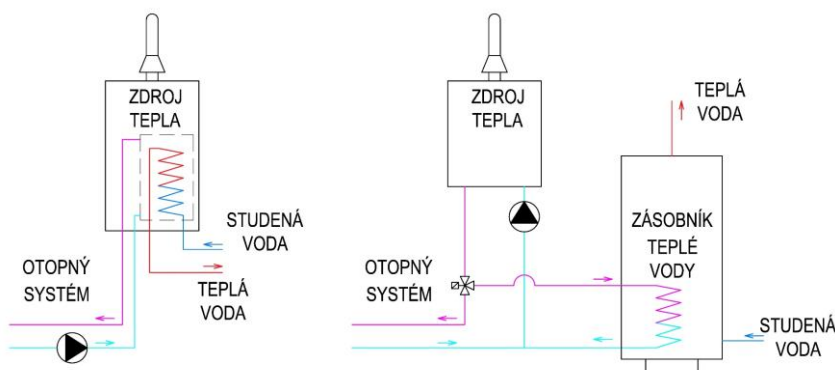 ZDROJ
TEPLA
STUDENÁ
VODA
OTOPNÝ
SYSTÉM
TEPLÁ
VODA
ZDROJ
TEPLA
TEPLÁ
VODA
ZÁSOBNÍK
TEPLÉ
VODY
OTOPNÝ
SYSTÉM
STUDENÁ
VODA